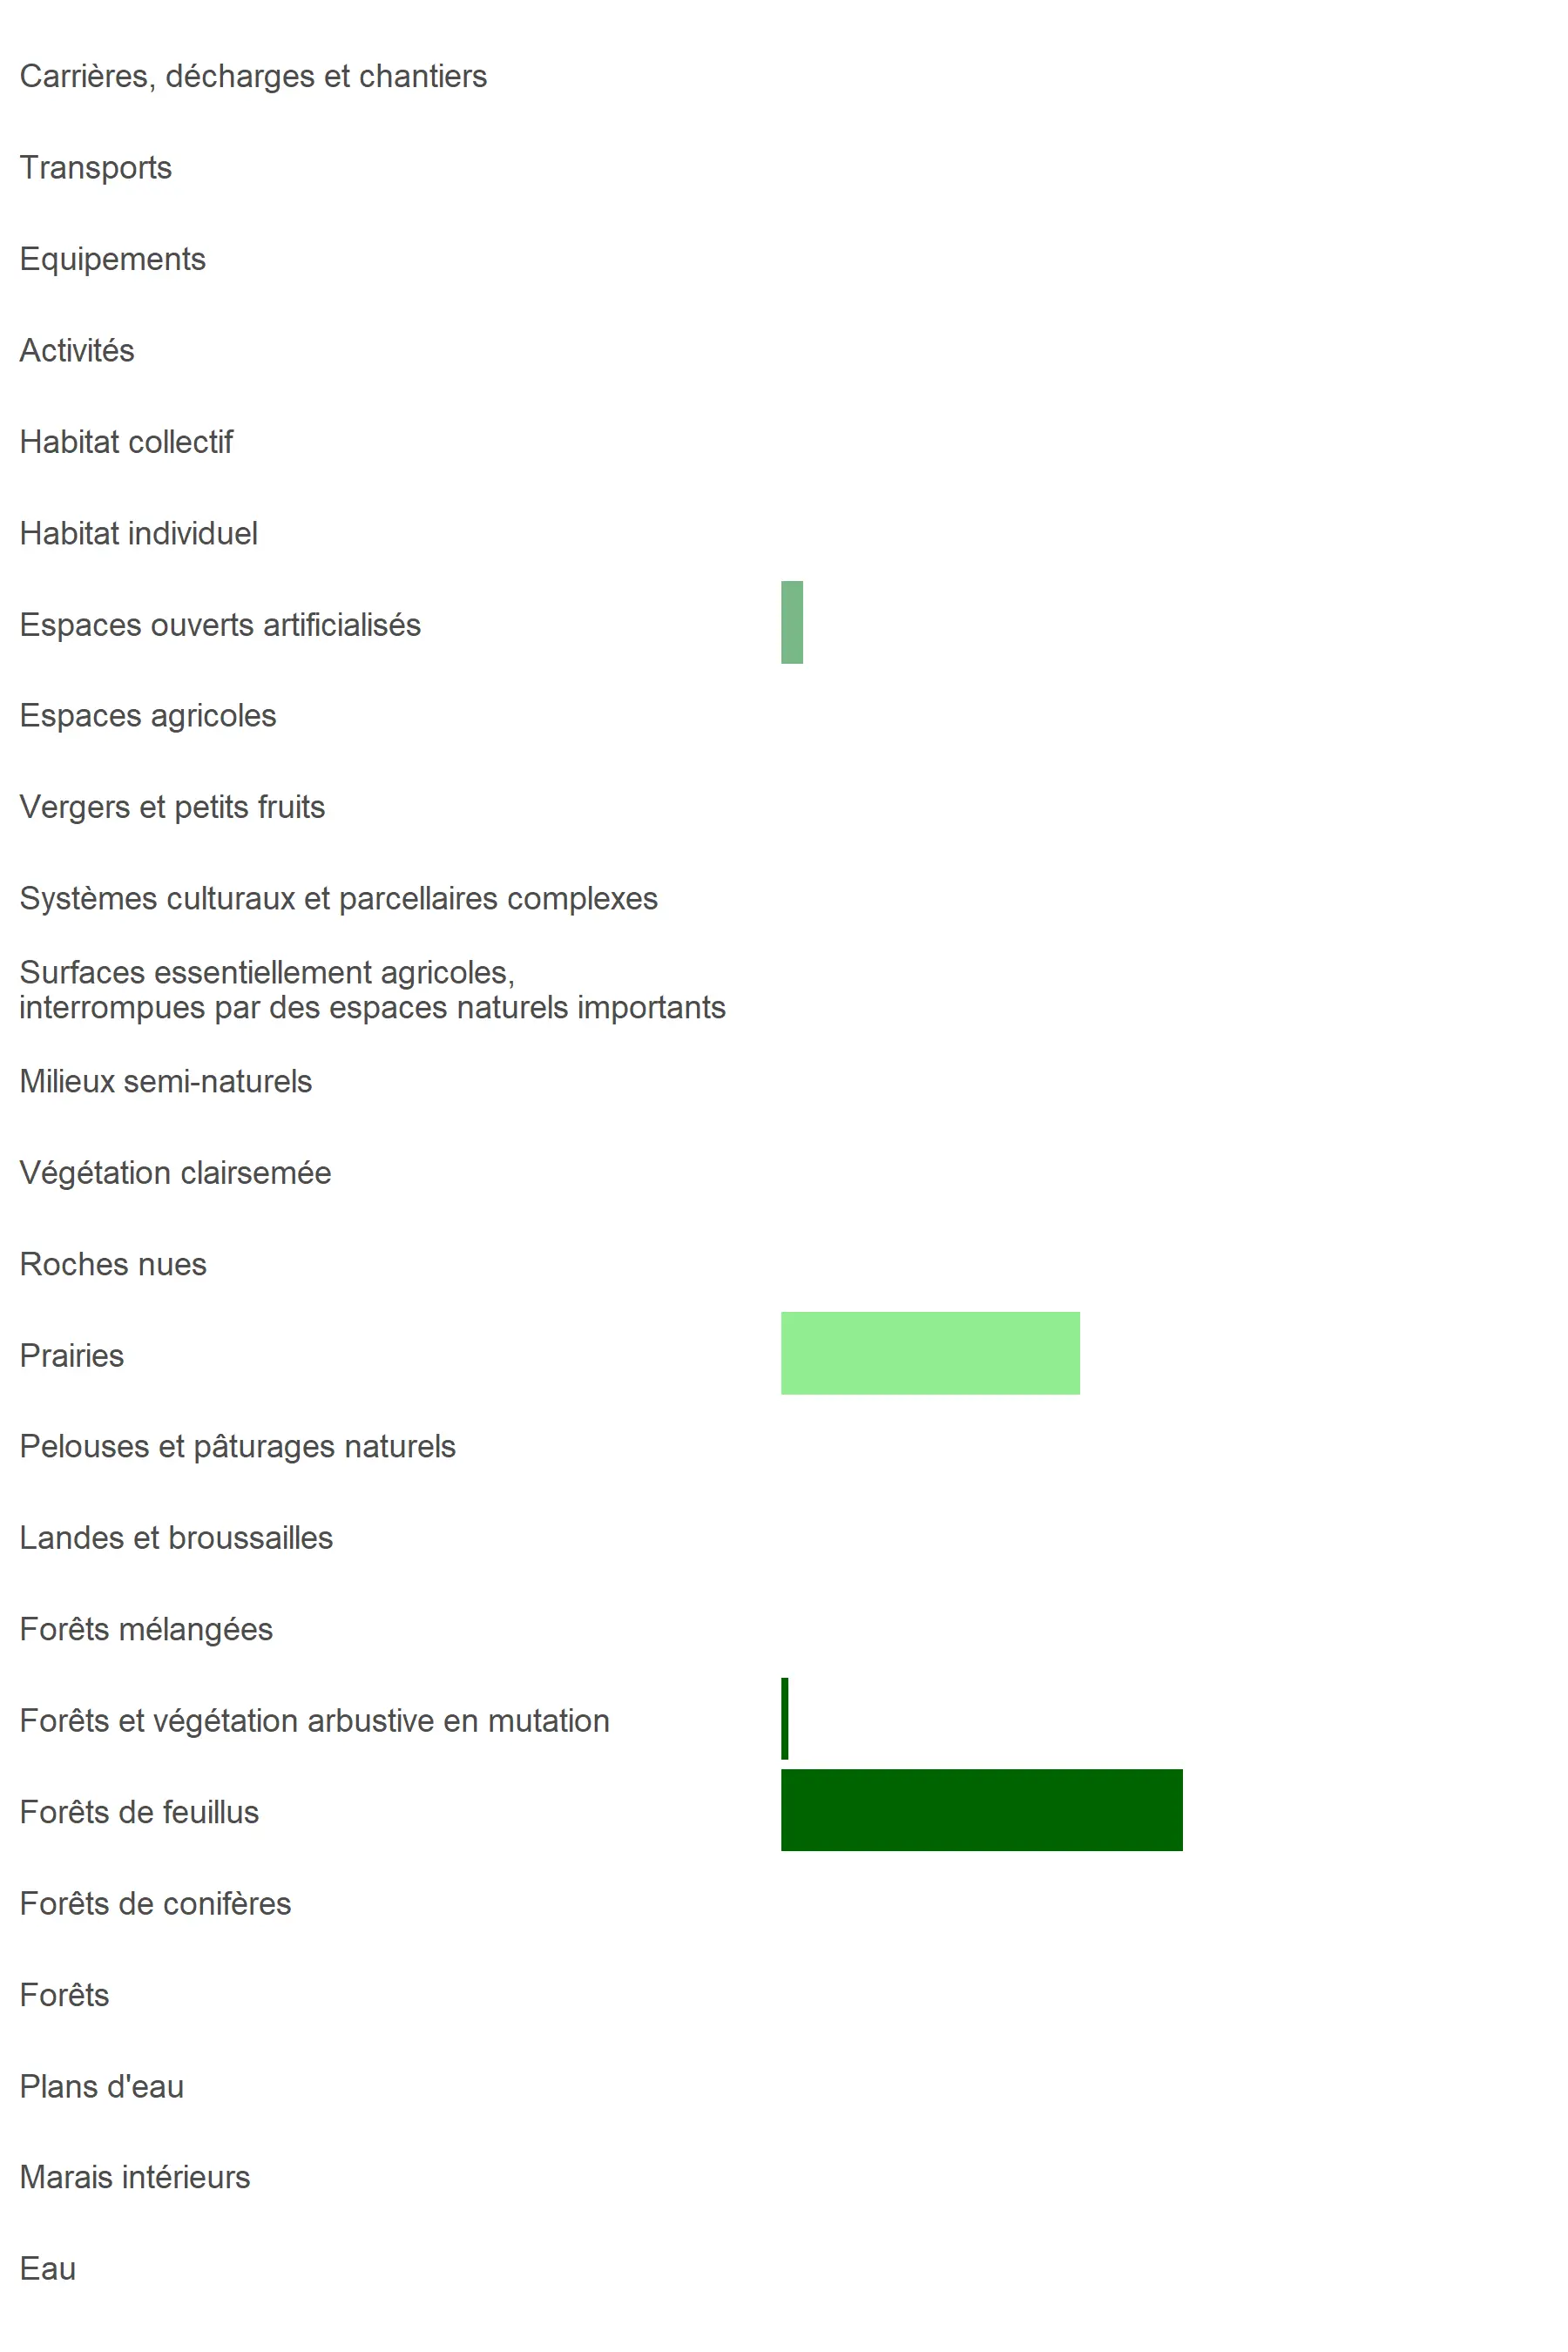 Carrières, décharges et chantiers
Transports
Equipements
Activités
Habitat collectif
Habitat individuel
Espaces ouverts artificialisés
Espaces agricoles
Vergers et petits fruits
Systèmes culturaux et parcellaires complexes
Surfaces essentiellement agricoles,
interrompues par des espaces naturels importants
Milieux semi-naturels
Végétation clairsemée
Roches nues
Prairies
Pelouses et pâturages naturels
Landes et broussailles
Forêts mélangées
Forêts et végétation arbustive en mutation
Forêts de feuillus
Forêts de conifères
Forêts
Plans d'eau
Marais intérieurs
Eau